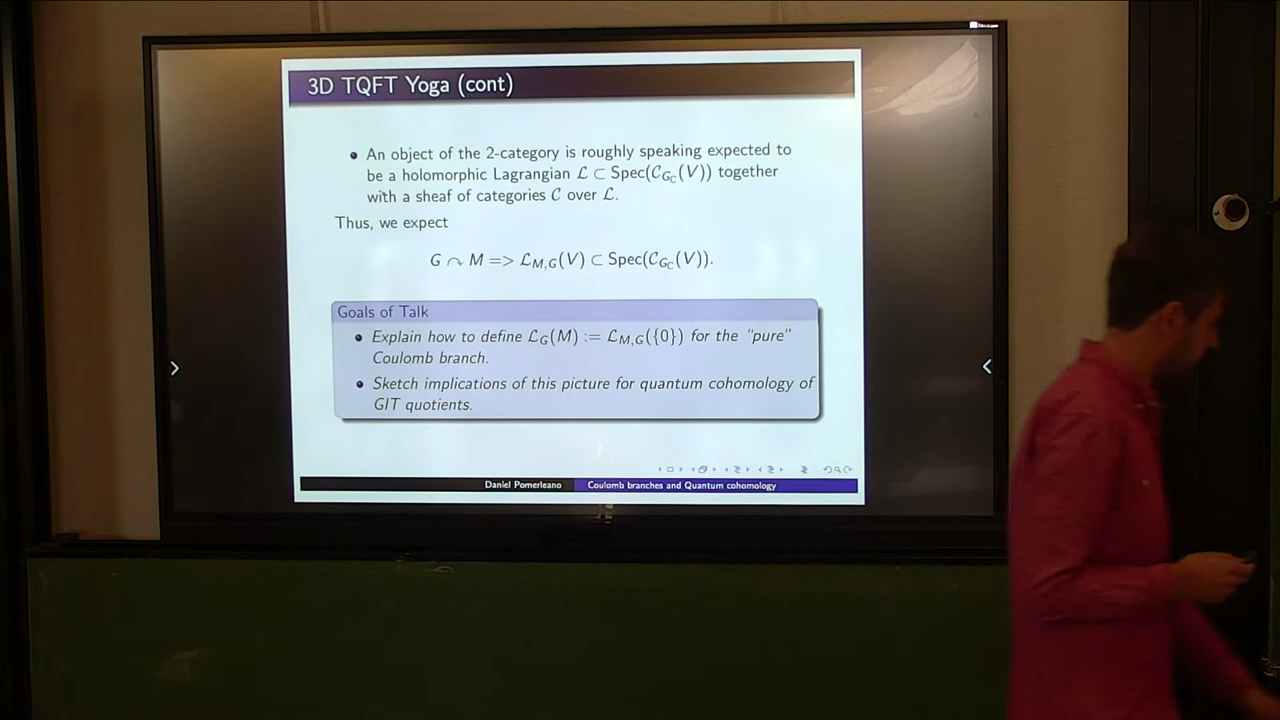 3D TQFT Yoga (cont)
• An object of the 2-category is roughly speaking expected to
be a holomorphic Lagrangian ℒ ⊂ Spec(𝒞_{G_ℂ}(V)) together
with a sheaf of categories 𝒞 over ℒ.
Thus, we expect
G ↷ M => ℒ_{M,G}(V) ⊂ Spec(𝒞_{G_ℂ}(V)).
Goals of Talk
• Explain how to define ℒ_G(M) := ℒ_{M,G}({0}) for the "pure"
Coulomb branch.
• Sketch implications of this picture for quantum cohomology of
GIT quotients.
Daniel Pomerleano Coulomb branches and Quantum cohomology